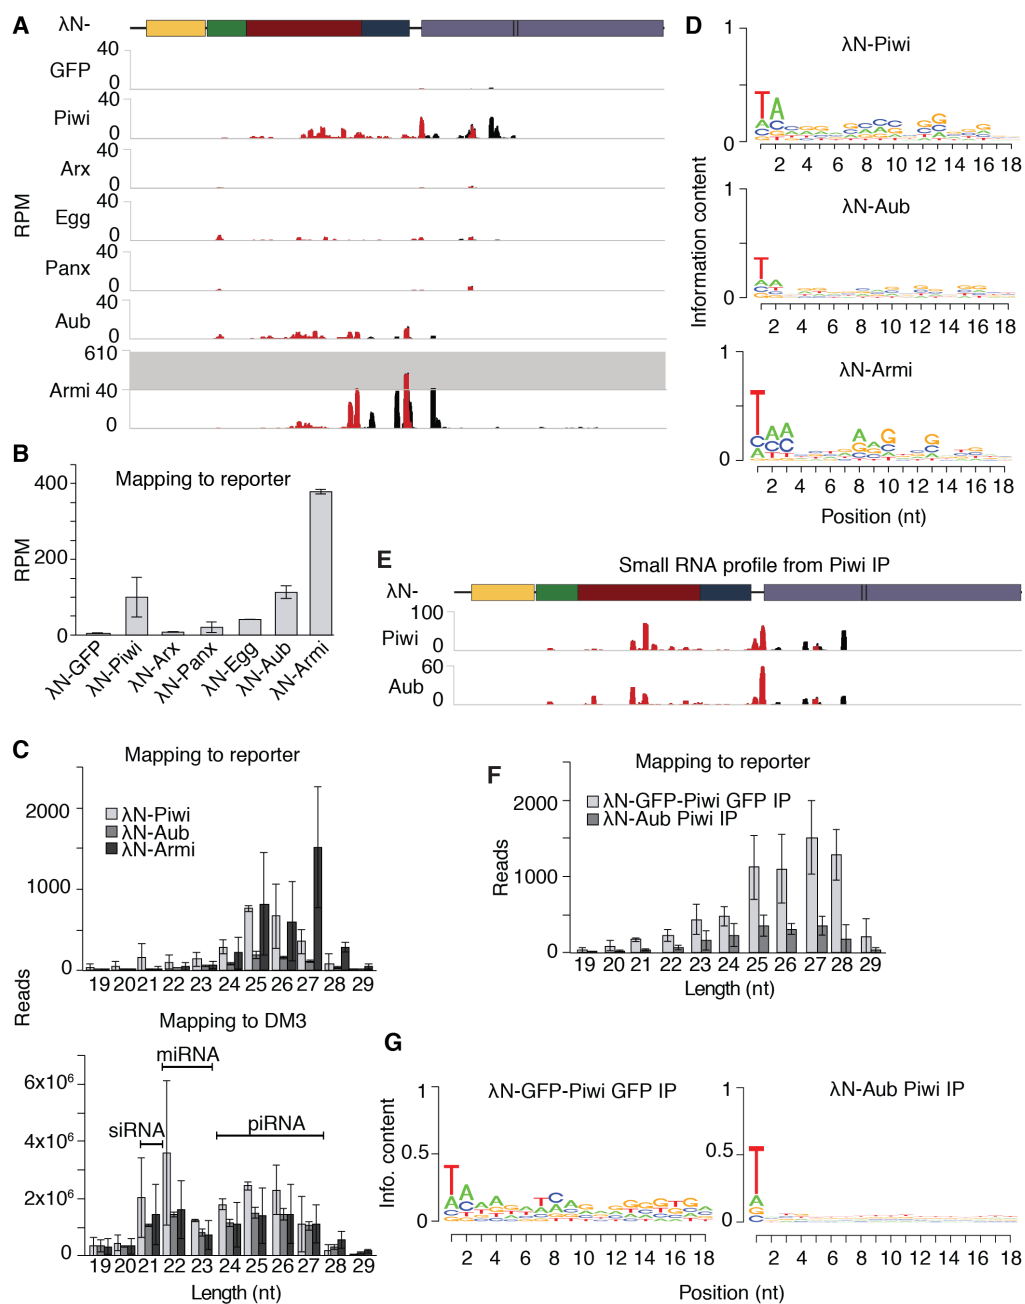 A
λN-
40
GFP
0
40
Piwi
0
40
Arx
0
40
Egg
0
40
Panx
0
40
Aub
0
610
Armi 40
0
RPM
B
Mapping to reporter
400
200
0
RPM
λN-GFP
λN-Piwi
λN-Arx
λN-Panx
λN-Egg
λN-Aub
λN-Armi
C
Mapping to reporter
2000
1000
0
λN-Piwi
λN-Aub
λN-Armi
19 20 21 22 23 24 25 26 27 28 29
Reads
Mapping to DM3
miRNA
siRNA
piRNA
6x10⁶
4x10⁶
2x10⁶
0
19 20 21 22 23 24 25 26 27 28 29
Length (nt)
D
λN-Piwi
1
0
2 4 6 8 10 12 14 16 18
λN-Aub
1
0
2 4 6 8 10 12 14 16 18
λN-Armi
1
0
2 4 6 8 10 12 14 16 18
Information content
Position (nt)
E
Small RNA profile from Piwi IP
λN-
100
Piwi
0
60
Aub
0
F
Mapping to reporter
2000
1000
0
λN-GFP-Piwi GFP IP
λN-Aub Piwi IP
Reads
19 20 21 22 23 24 25 26 27 28 29
Length (nt)
G
λN-GFP-Piwi GFP IP
1
0.5
0
Info. content
2 4 6 8 10 12 14 16 18
λN-Aub Piwi IP
1
0.5
0
2 4 6 8 10 12 14 16 18
Position (nt)